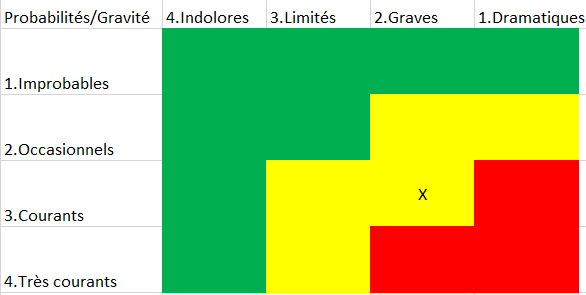 Probabilités/Gravité 4.Indolores 3.Limités 2.Graves 1.Dramatiques
1.Improbables
2.Occasionnels
X
3.Courants
4.Très courants